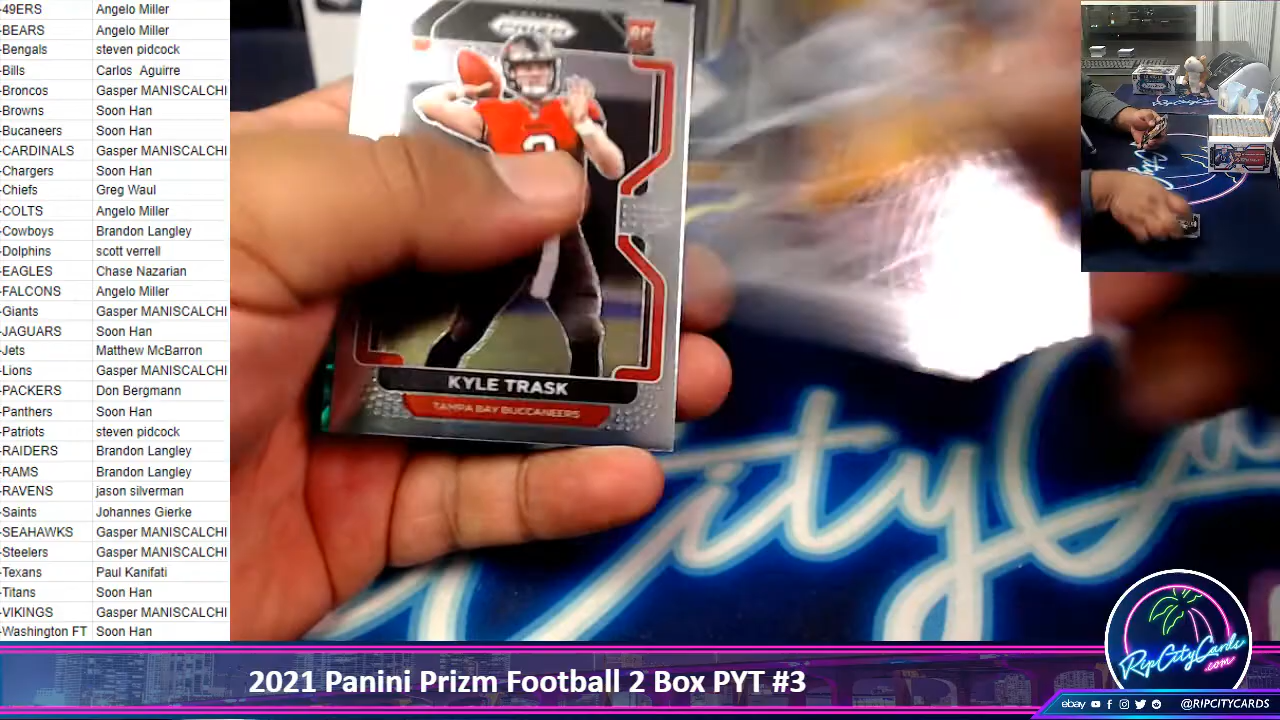 -49ERS Angelo Miller
-BEARS Angelo Miller
-Bengals steven pidcock
-Bills Carlos Aguirre
-Broncos Gasper MANISCALCHI
-Browns Soon Han
-Bucaneers Soon Han
-CARDINALS Gasper MANISCALCHI
-Chargers Soon Han
-Chiefs Greg Waul
-COLTS Angelo Miller
-Cowboys Brandon Langley
-Dolphins scott verrell
-EAGLES Chase Nazarian
-FALCONS Angelo Miller
-Giants Gasper MANISCALCHI
-JAGUARS Soon Han
-Jets Matthew McBarron
-Lions Gasper MANISCALCHI
-PACKERS Don Bergmann
-Panthers Soon Han
-Patriots steven pidcock
-RAIDERS Brandon Langley
-RAMS Brandon Langley
-RAVENS jason silverman
-Saints Johannes Gierke
-SEAHAWKS Gasper MANISCALCHI
-Steelers Gasper MANISCALCHI
-Texans Paul Kanifati
-Titans Soon Han
-VIKINGS Gasper MANISCALCHI
-Washington FT Soon Han
PRIZM
RC
KYLE TRASK
TAMPA BAY BUCCANEERS
2021 Panini Prizm Football 2 Box PYT #3
RipCityCards
.com
ebay @RIPCITYCARDS